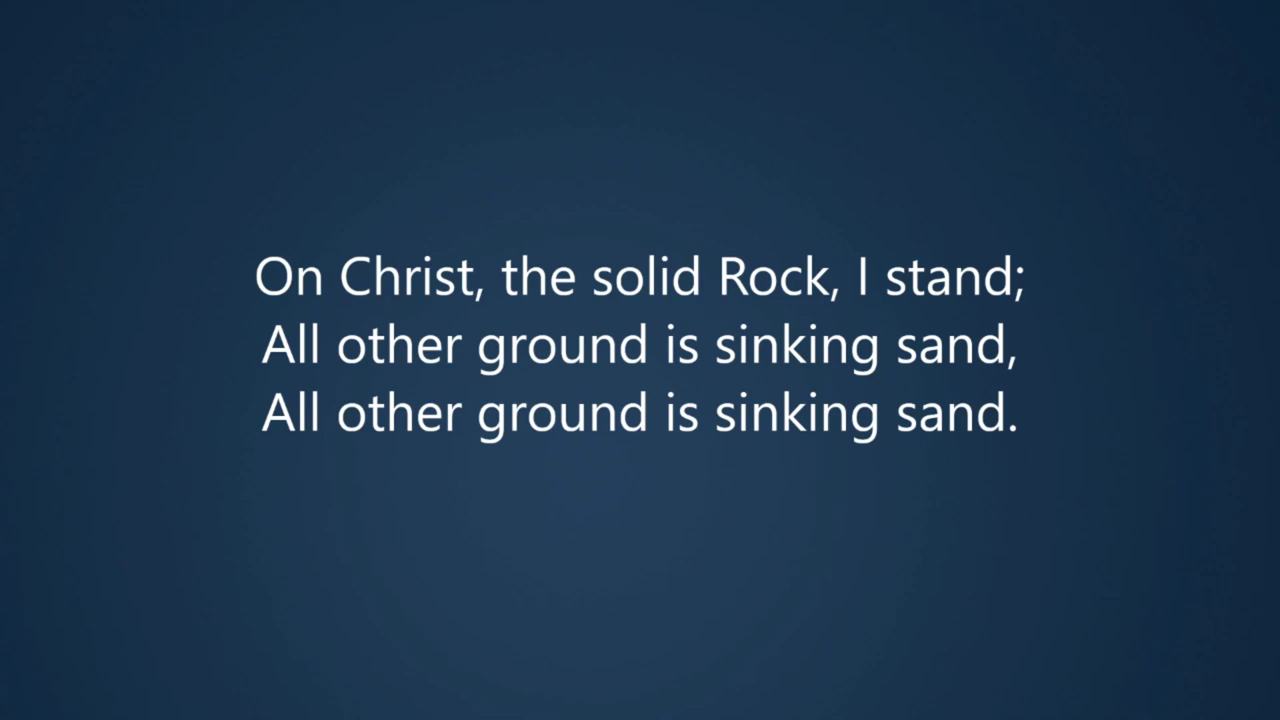 On Christ, the solid Rock, I stand;
All other ground is sinking sand,
All other ground is sinking sand.